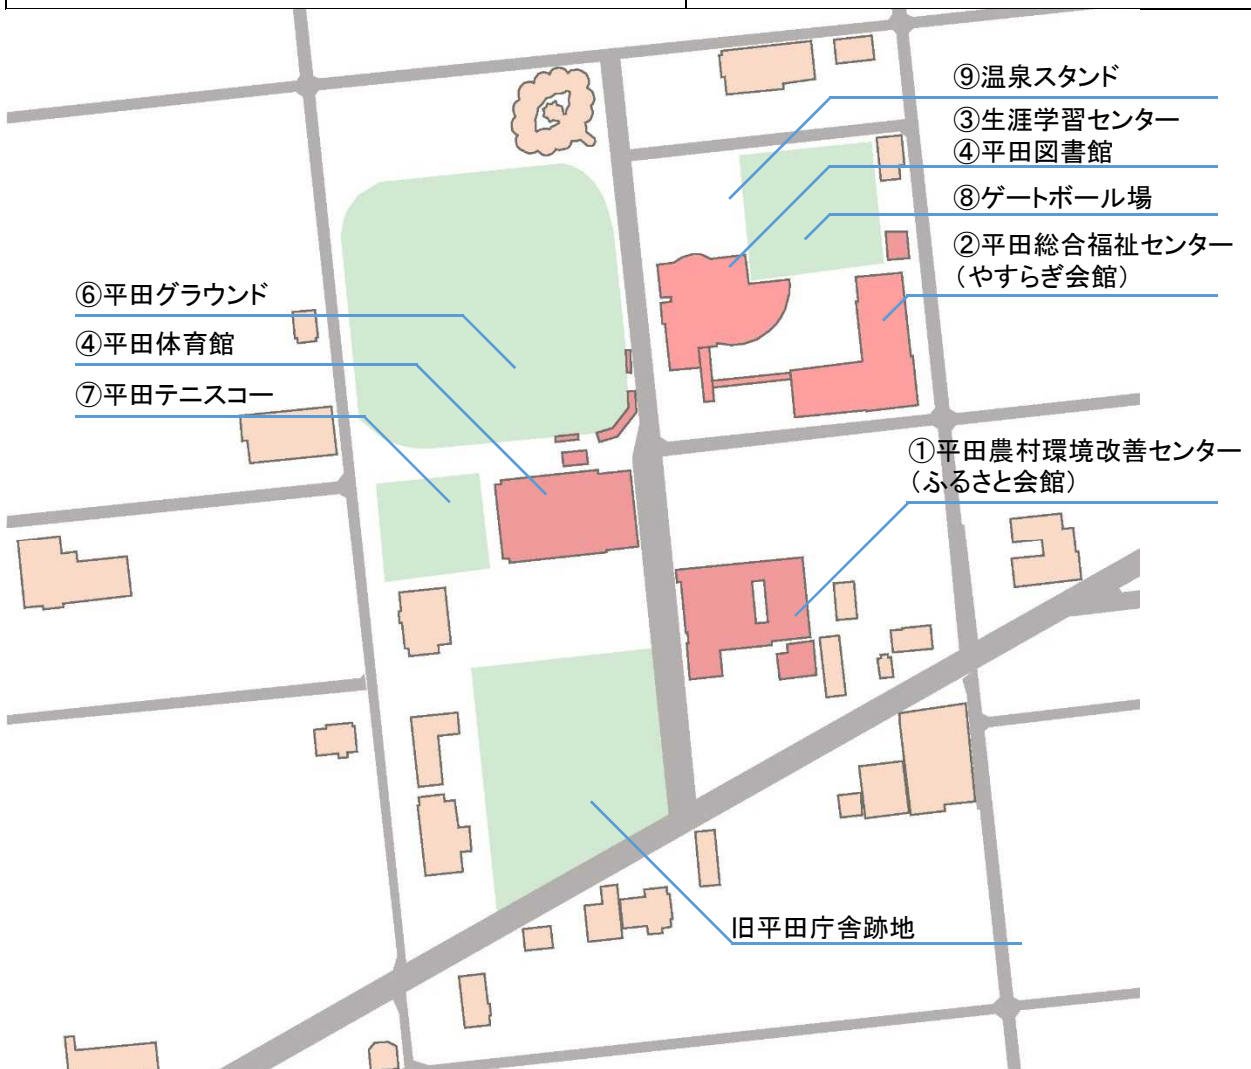 ⑨温泉スタンド
③生涯学習センター
④平田図書館
⑧ゲートボール場
②平田総合福祉センター
（やすらぎ会館）
⑥平田グラウンド
④平田体育館
⑦平田テニスコー
①平田農村環境改善センター
（ふるさと会館）
旧平田庁舎跡地